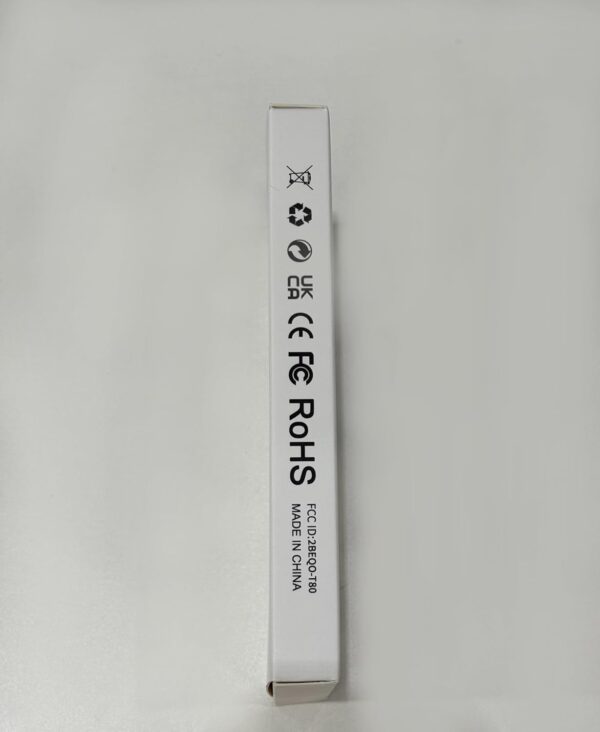 UK
CA
CE
FC
RoHS
FCC ID:2BEQO-T80
MADE IN CHINA